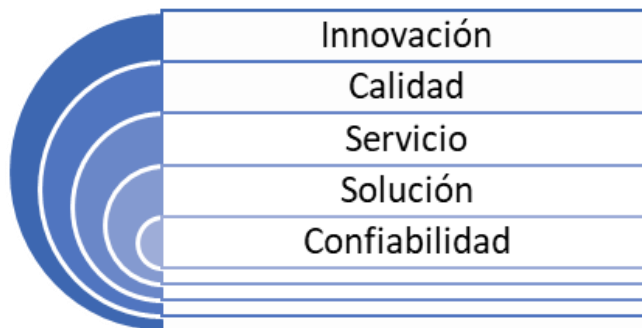 Innovación
Calidad
Servicio
Solución
Confiabilidad